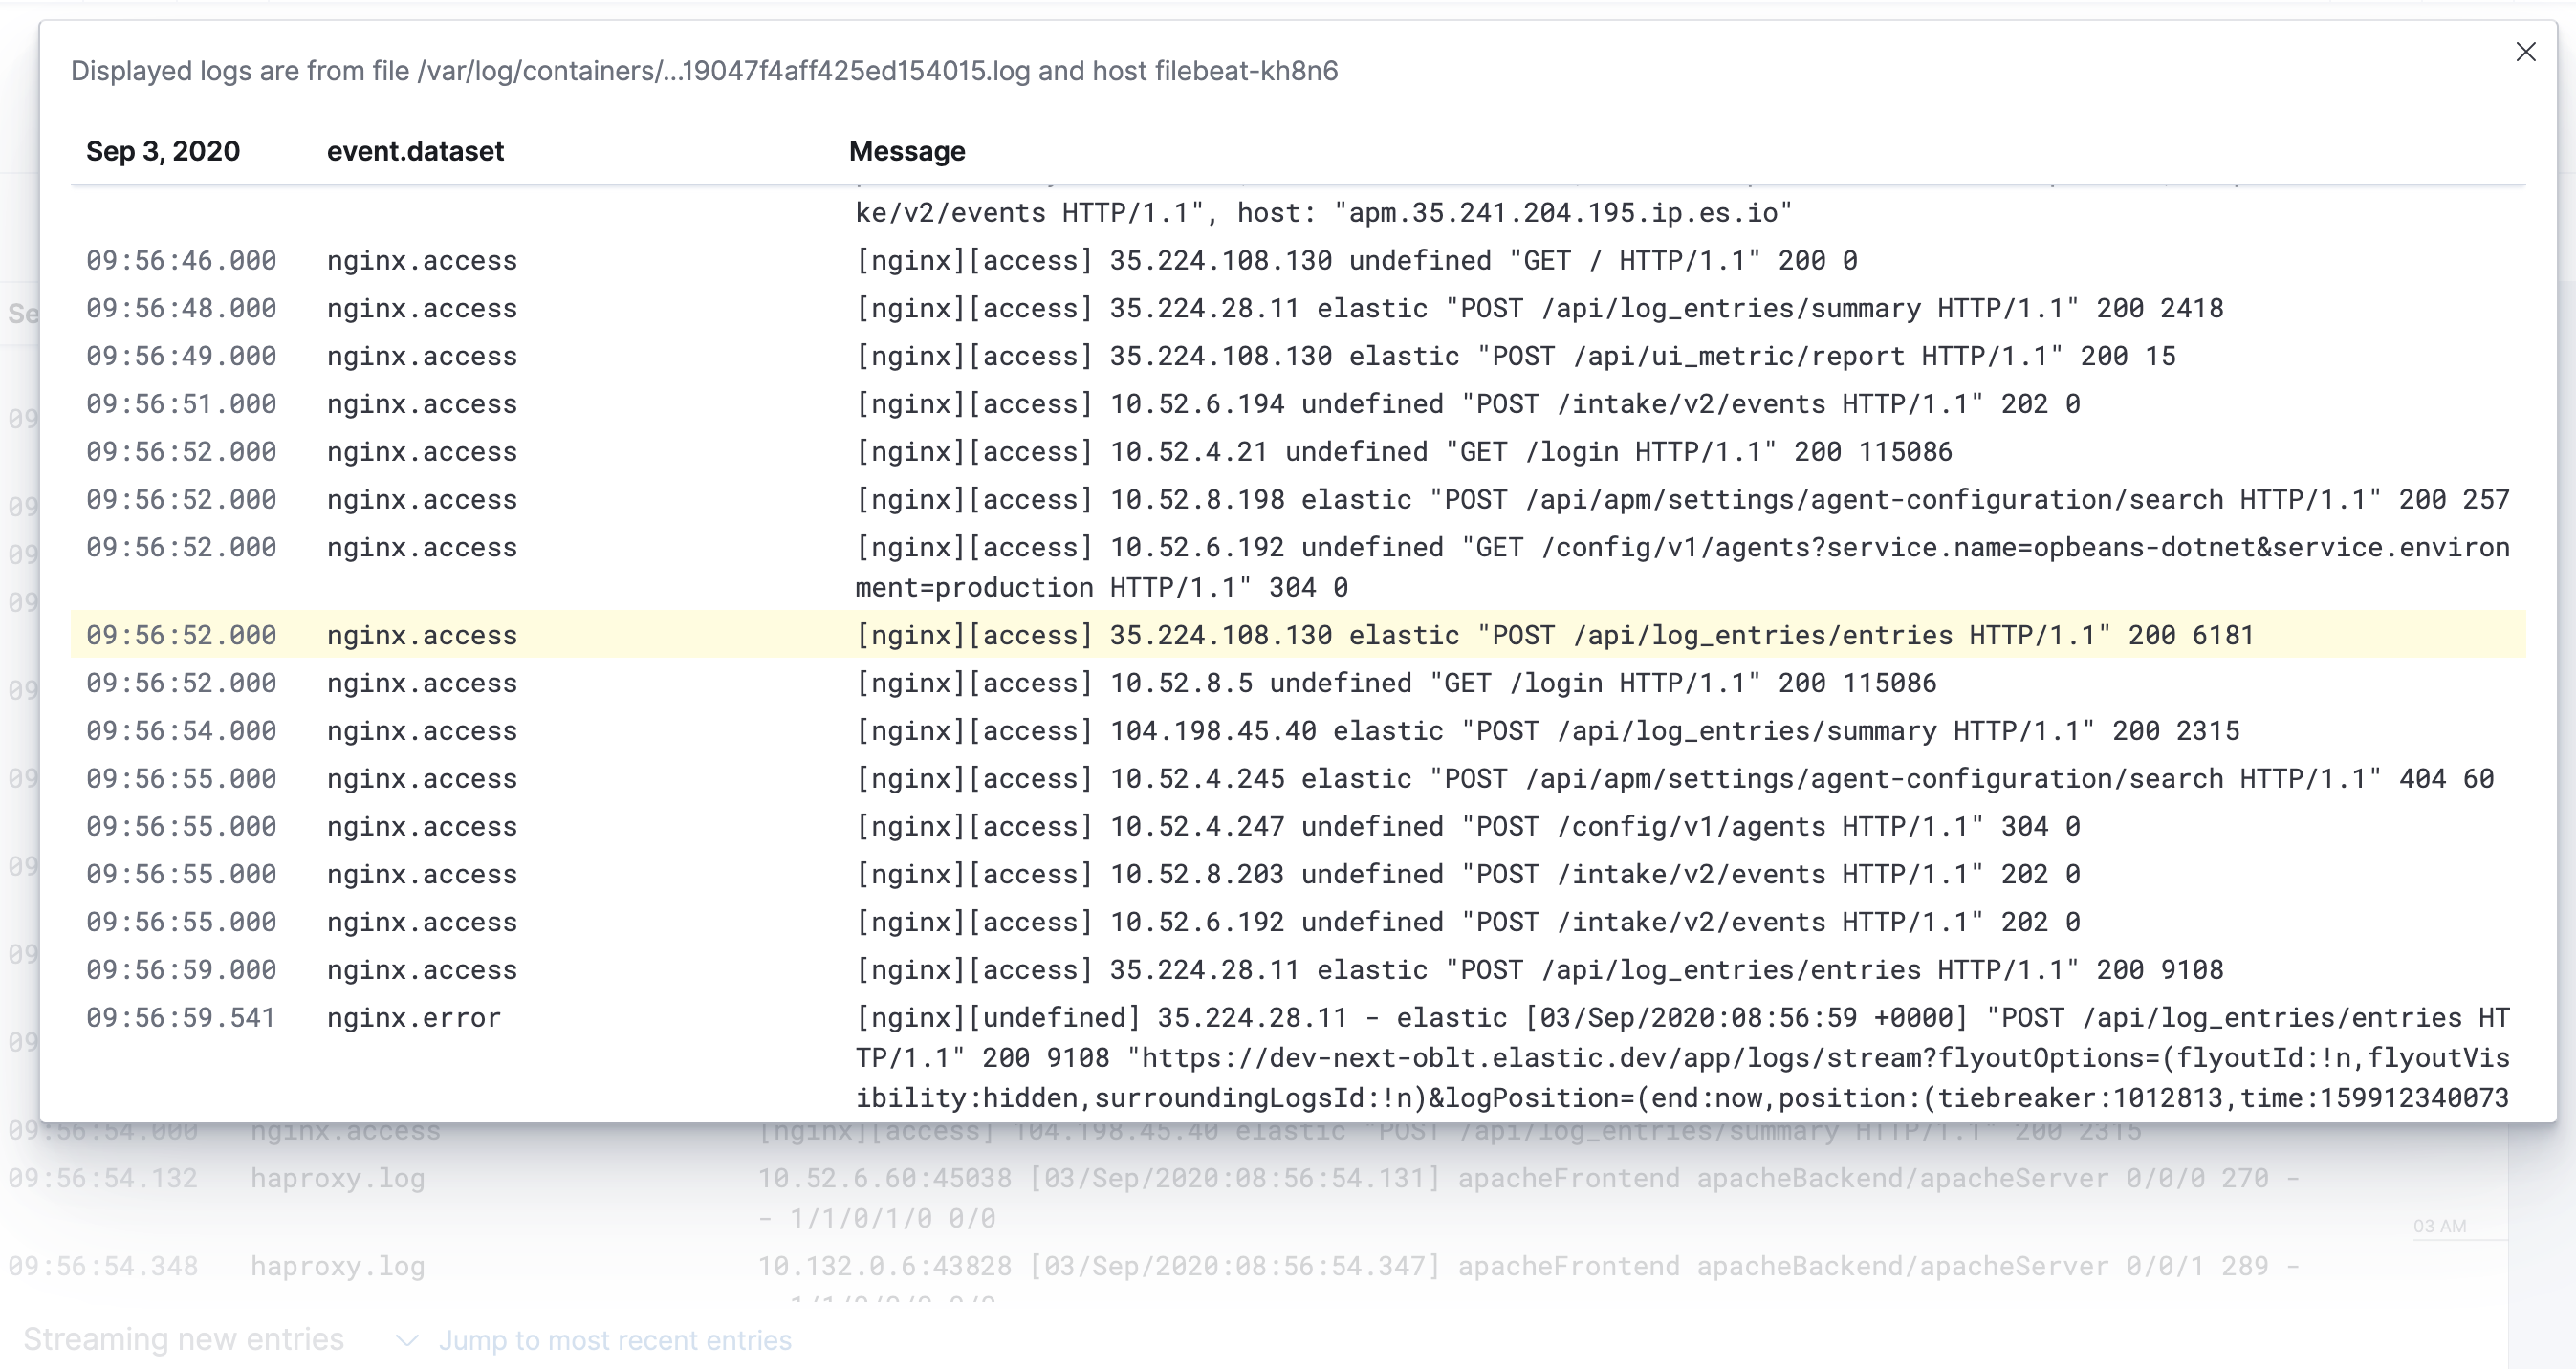 Displayed logs are from file /var/log/containers/...19047f4aff425ed154015.log and host filebeat-kh8n6
Sep 3, 2020 event.dataset Message
ke/v2/events HTTP/1.1", host: "apm.35.241.204.195.ip.es.io"
09:56:46.000 nginx.access [nginx][access] 35.224.108.130 undefined "GET / HTTP/1.1" 200 0
09:56:48.000 nginx.access [nginx][access] 35.224.28.11 elastic "POST /api/log_entries/summary HTTP/1.1" 200 2418
09:56:49.000 nginx.access [nginx][access] 35.224.108.130 elastic "POST /api/ui_metric/report HTTP/1.1" 200 15
09:56:51.000 nginx.access [nginx][access] 10.52.6.194 undefined "POST /intake/v2/events HTTP/1.1" 202 0
09:56:52.000 nginx.access [nginx][access] 10.52.4.21 undefined "GET /login HTTP/1.1" 200 115086
09:56:52.000 nginx.access [nginx][access] 10.52.8.198 elastic "POST /api/apm/settings/agent-configuration/search HTTP/1.1" 200 257
09:56:52.000 nginx.access [nginx][access] 10.52.6.192 undefined "GET /config/v1/agents?service.name=opbeans-dotnet&service.environ
ment=production HTTP/1.1" 304 0
09:56:52.000 nginx.access [nginx][access] 35.224.108.130 elastic "POST /api/log_entries/entries HTTP/1.1" 200 6181
09:56:52.000 nginx.access [nginx][access] 10.52.8.5 undefined "GET /login HTTP/1.1" 200 115086
09:56:54.000 nginx.access [nginx][access] 104.198.45.40 elastic "POST /api/log_entries/summary HTTP/1.1" 200 2315
09:56:55.000 nginx.access [nginx][access] 10.52.4.245 elastic "POST /api/apm/settings/agent-configuration/search HTTP/1.1" 404 60
09:56:55.000 nginx.access [nginx][access] 10.52.4.247 undefined "POST /config/v1/agents HTTP/1.1" 304 0
09:56:55.000 nginx.access [nginx][access] 10.52.8.203 undefined "POST /intake/v2/events HTTP/1.1" 202 0
09:56:55.000 nginx.access [nginx][access] 10.52.6.192 undefined "POST /intake/v2/events HTTP/1.1" 202 0
09:56:59.000 nginx.access [nginx][access] 35.224.28.11 elastic "POST /api/log_entries/entries HTTP/1.1" 200 9108
09:56:59.541 nginx.error [nginx][undefined] 35.224.28.11 - elastic [03/Sep/2020:08:56:59 +0000] "POST /api/log_entries/entries HT
TP/1.1" 200 9108 "https://dev-next-oblt.elastic.dev/app/logs/stream?flyoutOptions=(flyoutId:!n,flyoutVis
ibility:hidden,surroundingLogsId:!n)&logPosition=(end:now,position:(tiebreaker:1012813,time:159912340073
09:56:54.000 nginx.access [nginx][access] 104.198.45.40 elastic "POST /api/log_entries/summary HTTP/1.1" 200 2315
09:56:54.132 haproxy.log 10.52.6.60:45038 [03/Sep/2020:08:56:54.131] apacheFrontend apacheBackend/apacheServer 0/0/0 270 -
- 1/1/0/1/0 0/0
03 AM
09:56:54.348 haproxy.log 10.132.0.6:43828 [03/Sep/2020:08:56:54.347] apacheFrontend apacheBackend/apacheServer 0/0/1 289 -
Streaming new entries Jump to most recent entries